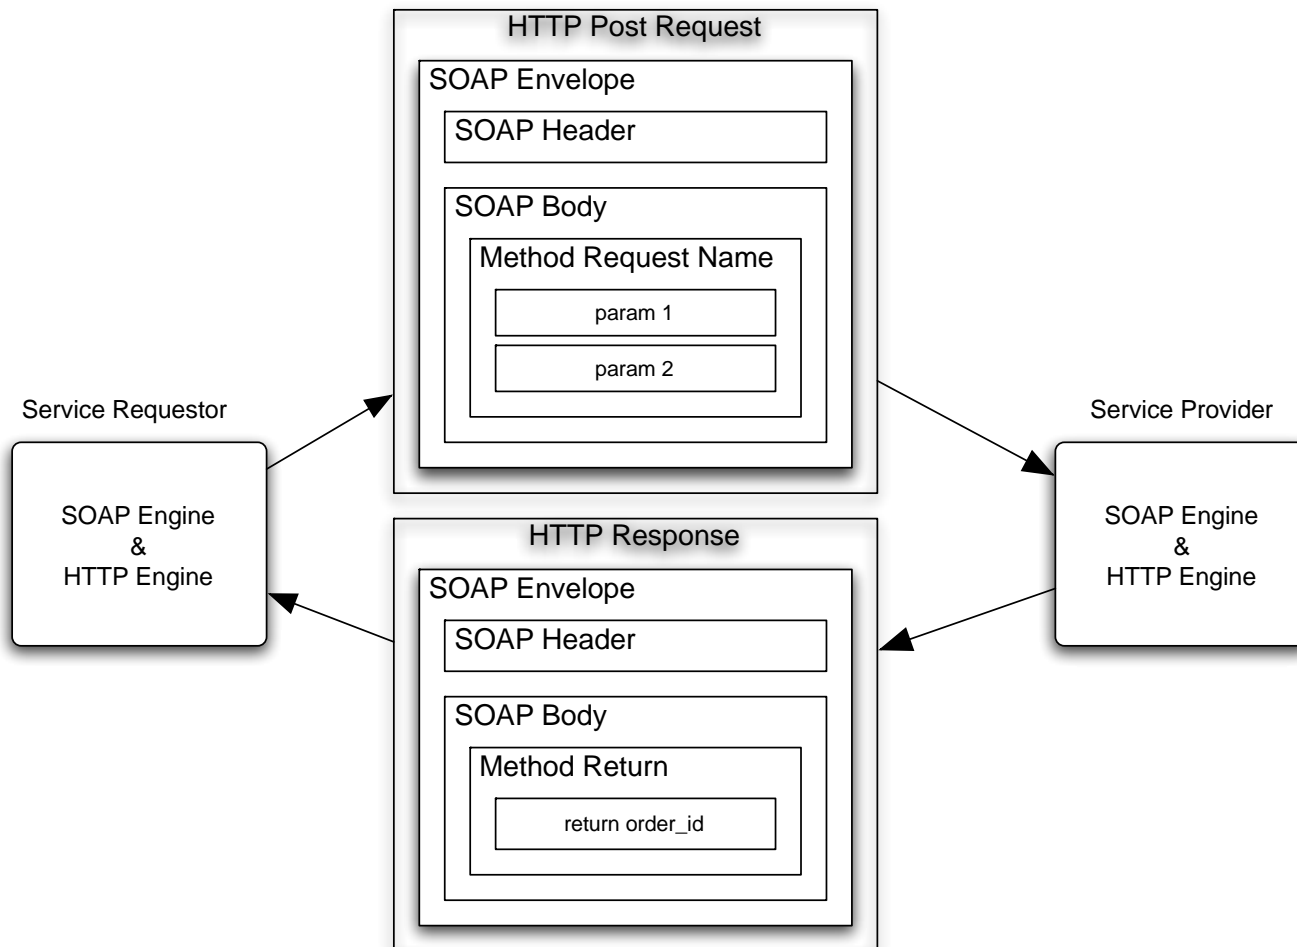 HTTP Post Request
SOAP Envelope
SOAP Header
SOAP Body
Method Request Name
param 1
param 2
Service Requestor
SOAP Engine
&
HTTP Engine
Service Provider
SOAP Engine
&
HTTP Engine
HTTP Response
SOAP Envelope
SOAP Header
SOAP Body
Method Return
return order_id